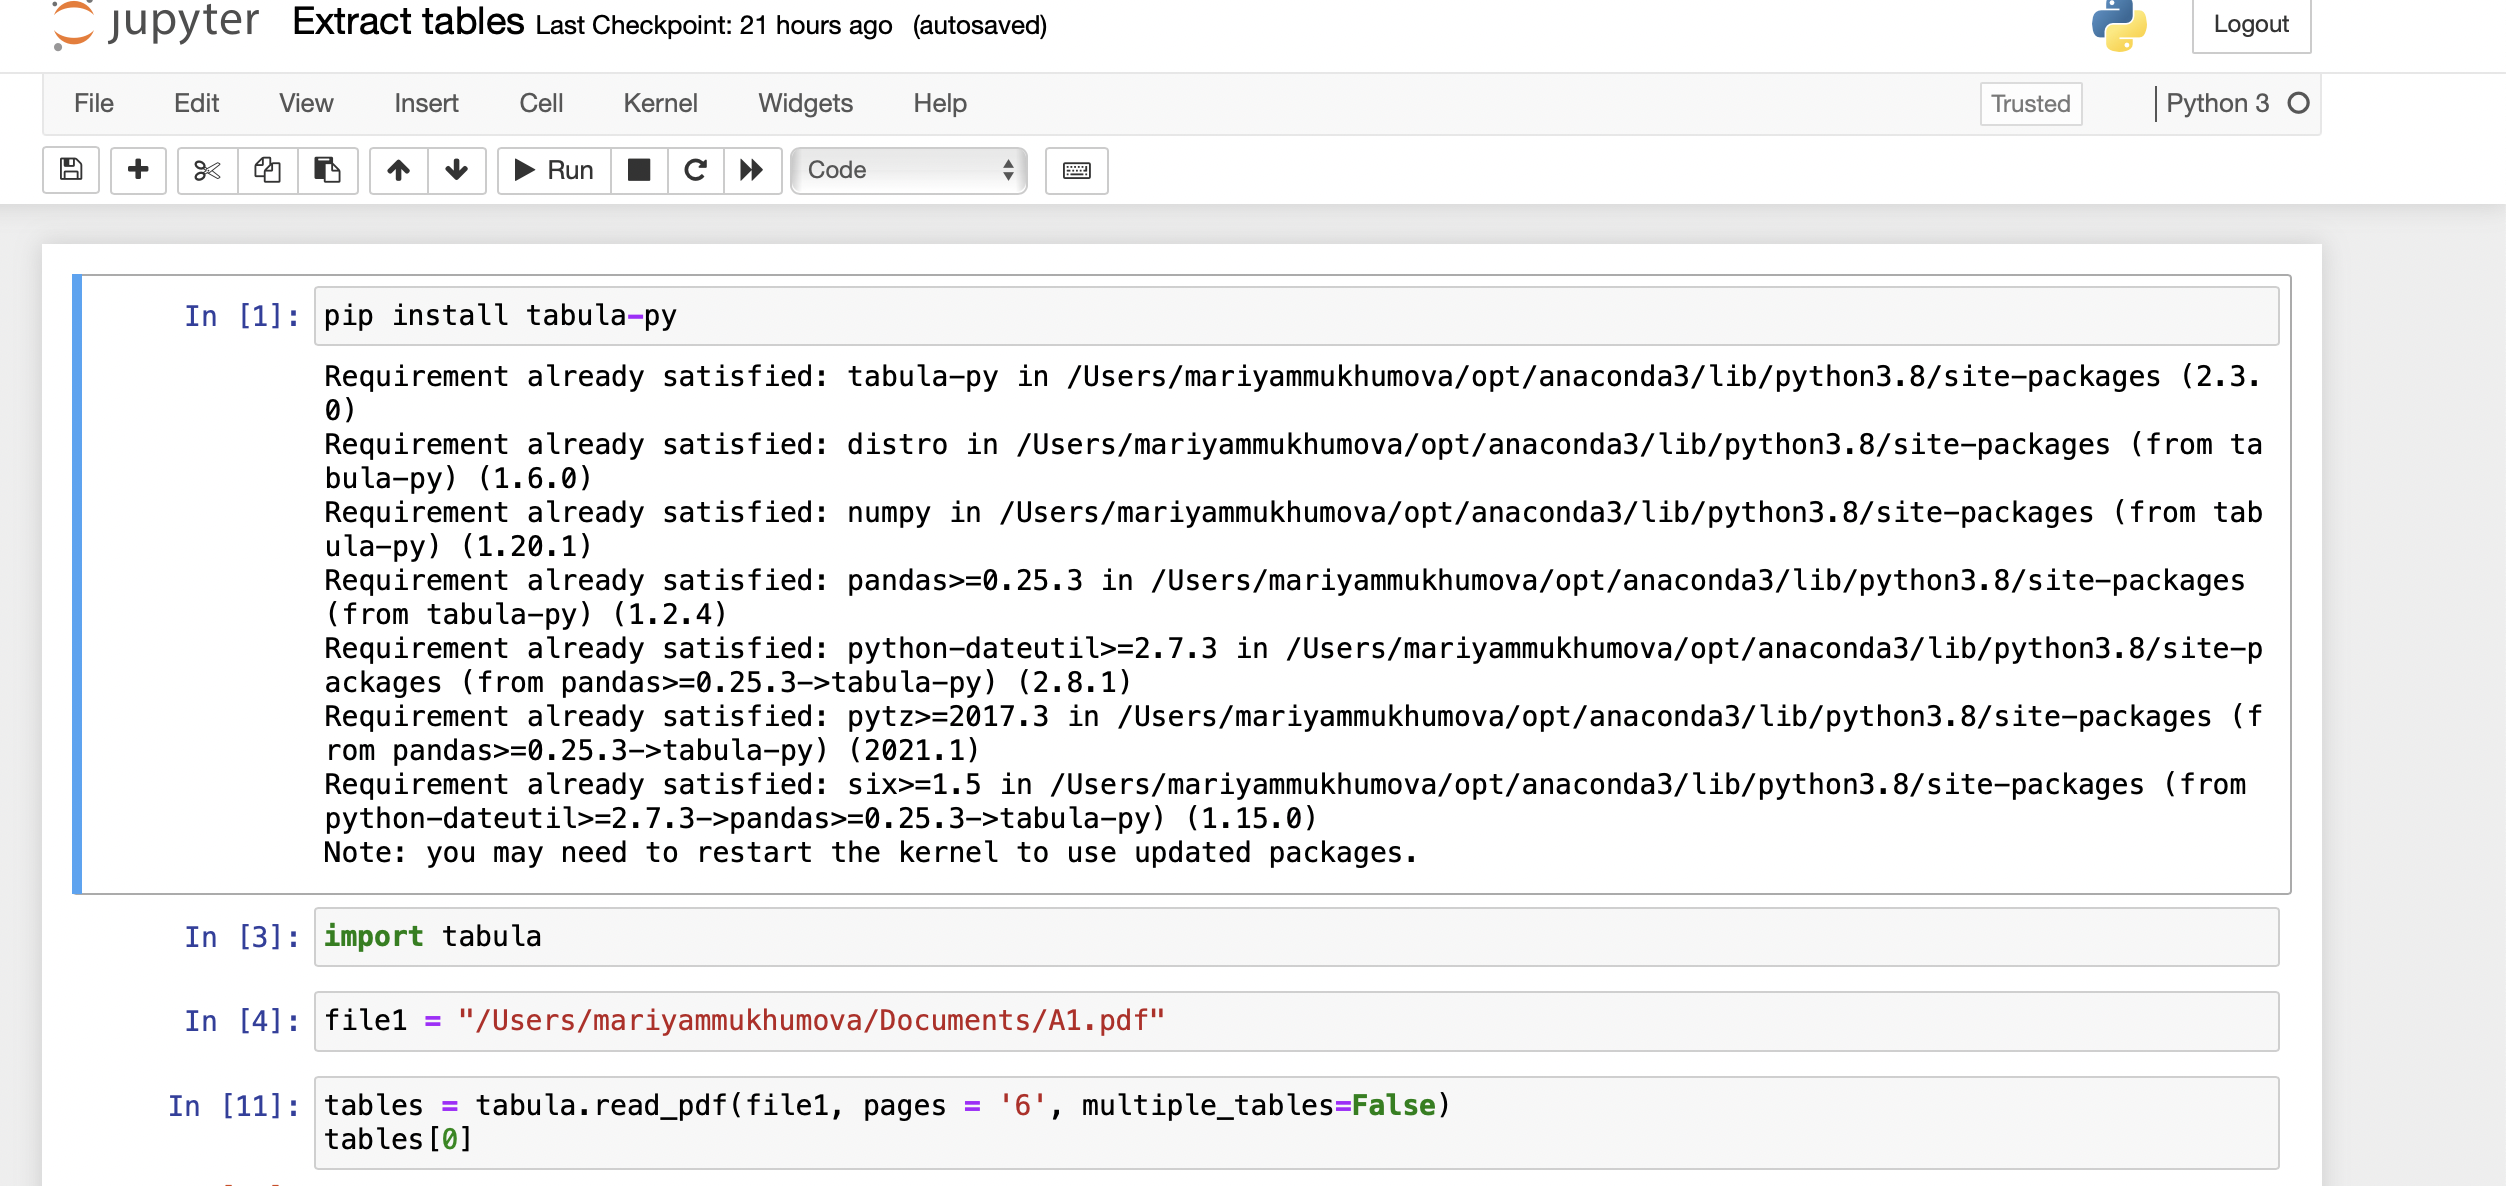 jupyter Extract tables Last Checkpoint: 21 hours ago (autosaved) Logout
File Edit View Insert Cell Kernel Widgets Help Trusted Python 3
Run Code
In [1]: pip install tabula-py
Requirement already satisfied: tabula-py in /Users/mariyammukhumova/opt/anaconda3/lib/python3.8/site-packages (2.3.
0)
Requirement already satisfied: distro in /Users/mariyammukhumova/opt/anaconda3/lib/python3.8/site-packages (from ta
bula-py) (1.6.0)
Requirement already satisfied: numpy in /Users/mariyammukhumova/opt/anaconda3/lib/python3.8/site-packages (from tab
ula-py) (1.20.1)
Requirement already satisfied: pandas>=0.25.3 in /Users/mariyammukhumova/opt/anaconda3/lib/python3.8/site-packages
(from tabula-py) (1.2.4)
Requirement already satisfied: python-dateutil>=2.7.3 in /Users/mariyammukhumova/opt/anaconda3/lib/python3.8/site-p
ackages (from pandas>=0.25.3->tabula-py) (2.8.1)
Requirement already satisfied: pytz>=2017.3 in /Users/mariyammukhumova/opt/anaconda3/lib/python3.8/site-packages (f
rom pandas>=0.25.3->tabula-py) (2021.1)
Requirement already satisfied: six>=1.5 in /Users/mariyammukhumova/opt/anaconda3/lib/python3.8/site-packages (from
python-dateutil>=2.7.3->pandas>=0.25.3->tabula-py) (1.15.0)
Note: you may need to restart the kernel to use updated packages.
In [3]: import tabula
In [4]: file1 = "/Users/mariyammukhumova/Documents/A1.pdf"
In [11]: tables = tabula.read_pdf(file1, pages = '6', multiple_tables=False)
tables[0]